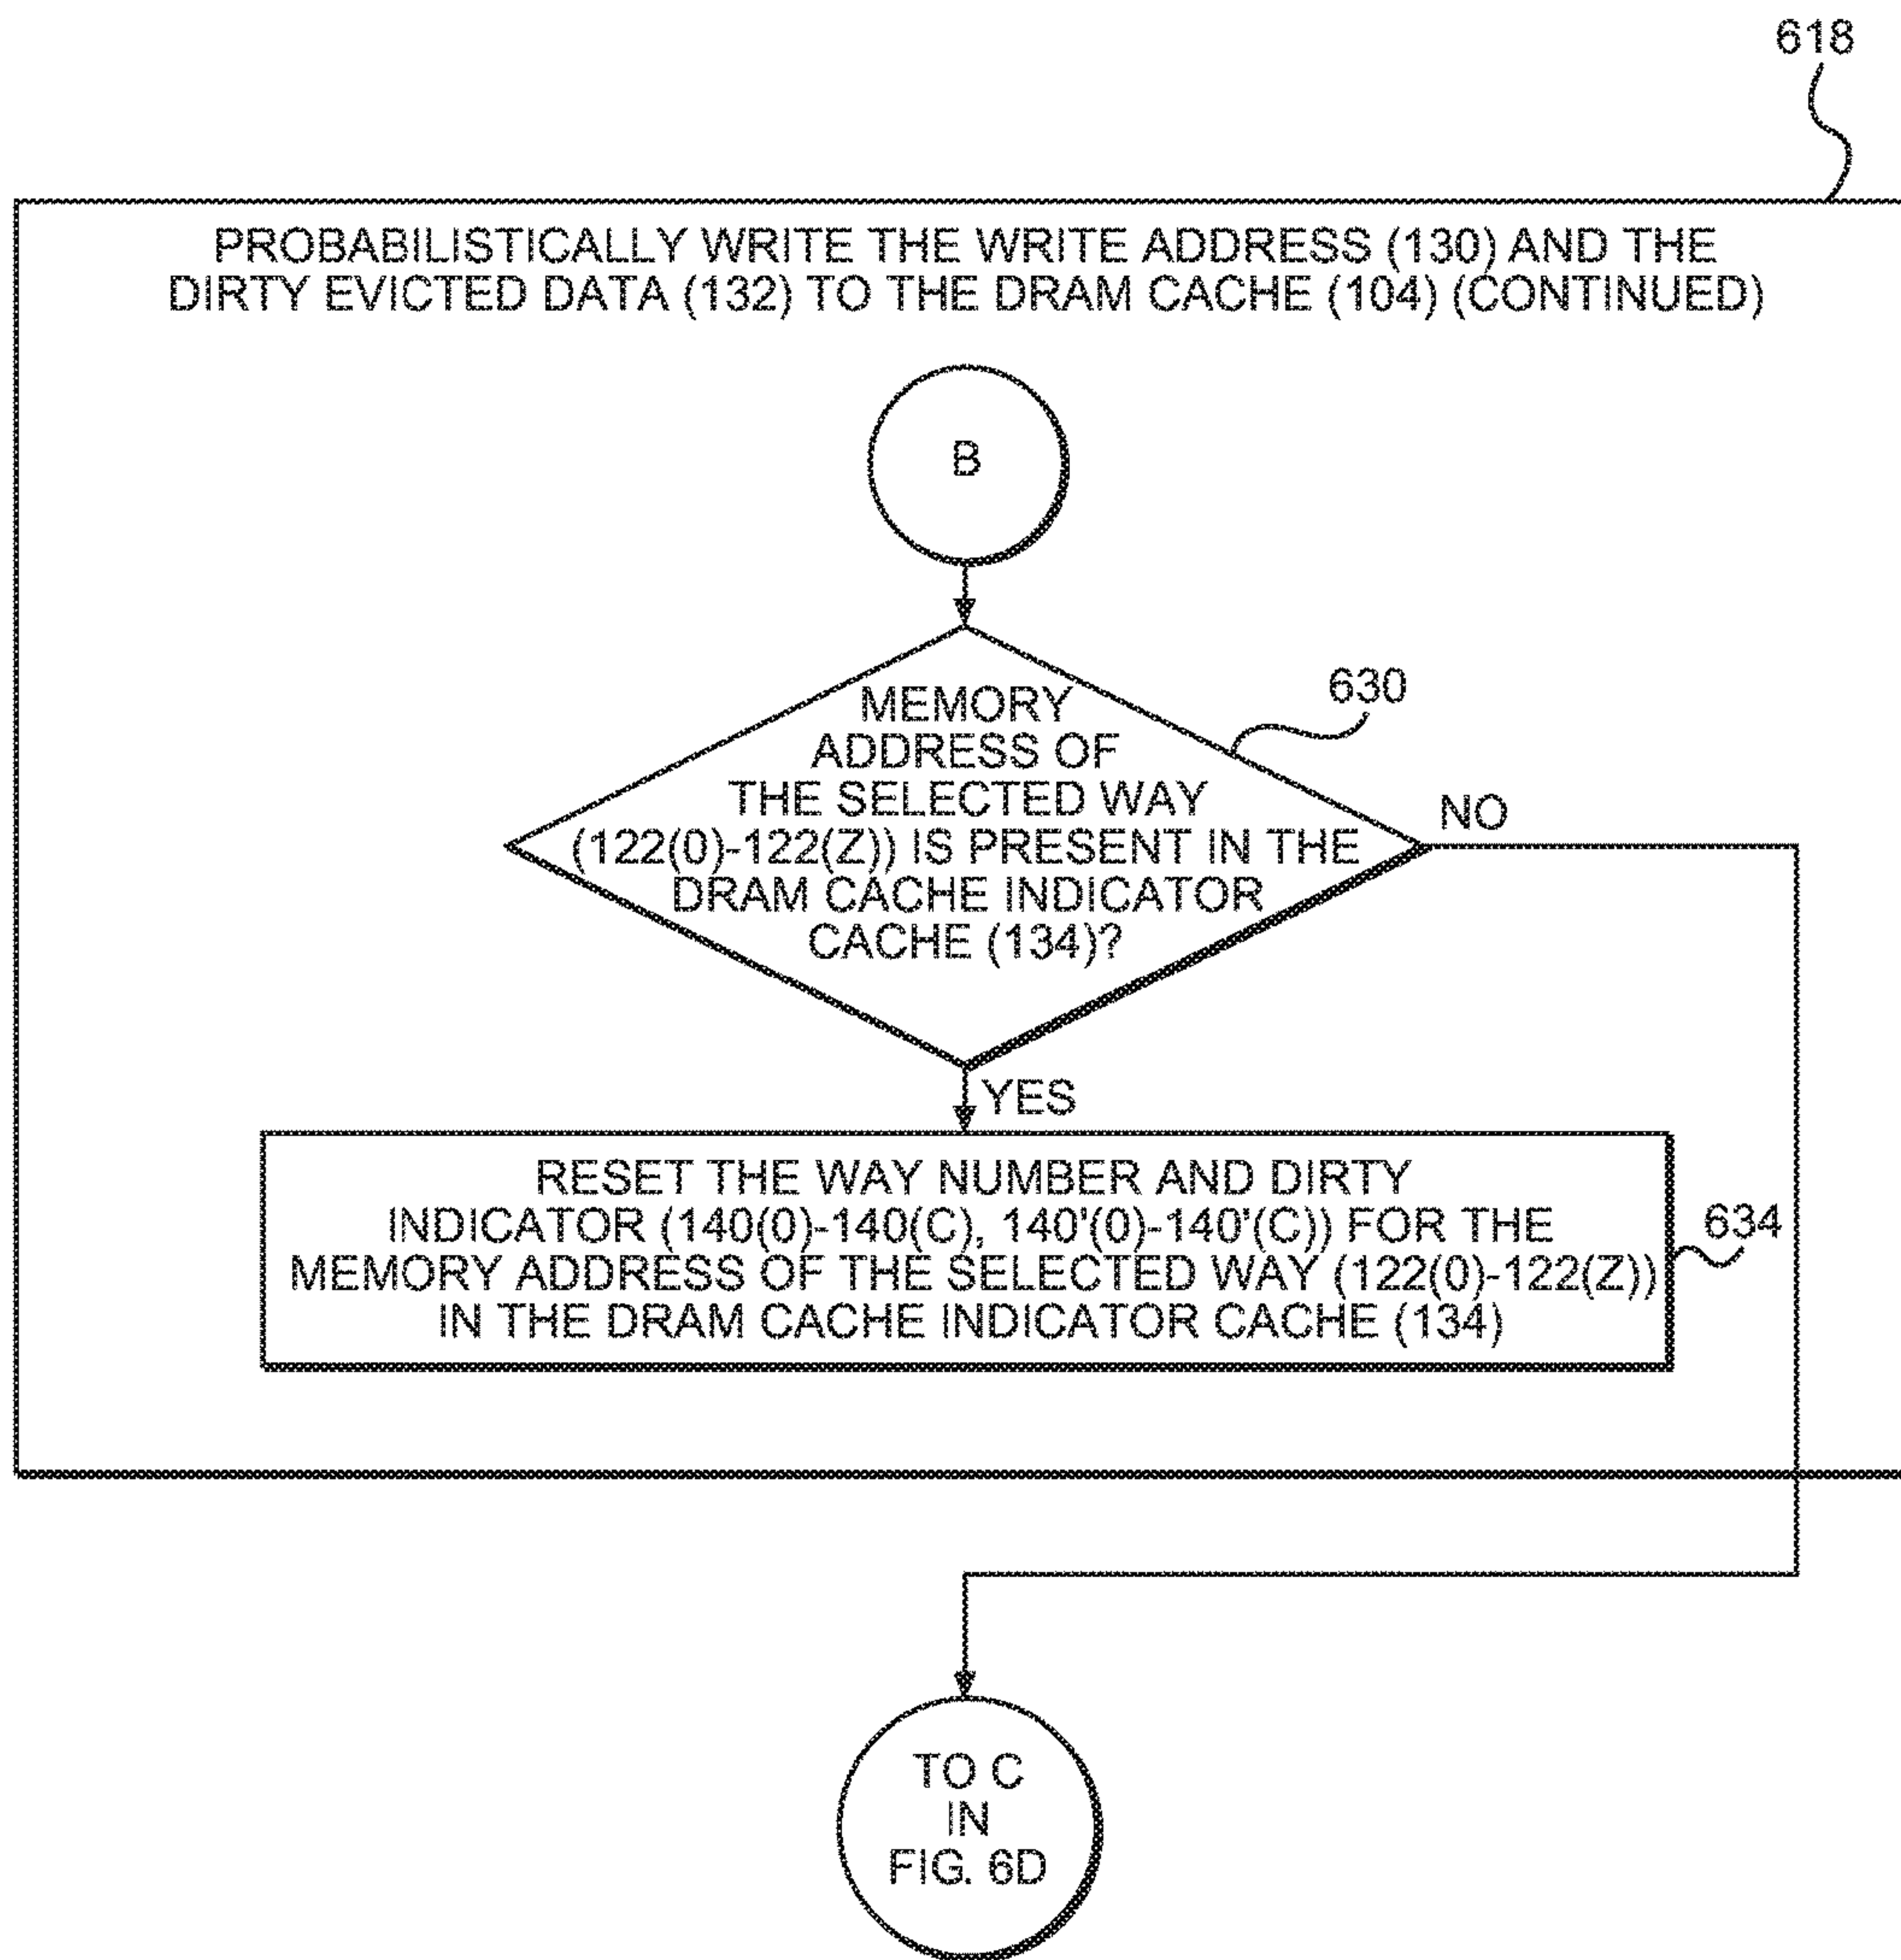 618
PROBABILISTICALLY WRITE THE WRITE ADDRESS (130) AND THE
DIRTY EVICTED DATA (132) TO THE DRAM CACHE (104) (CONTINUED)
B
630
MEMORY
ADDRESS OF
THE SELECTED WAY
(122(0)-122(Z)) IS PRESENT IN THE
DRAM CACHE INDICATOR
CACHE (134)?
NO
YES
RESET THE WAY NUMBER AND DIRTY
INDICATOR (140(0)-140(C), 140'(0)-140'(C)) FOR THE
MEMORY ADDRESS OF THE SELECTED WAY (122(0)-122(Z))
IN THE DRAM CACHE INDICATOR CACHE (134)
634
TO C
IN
FIG. 6D